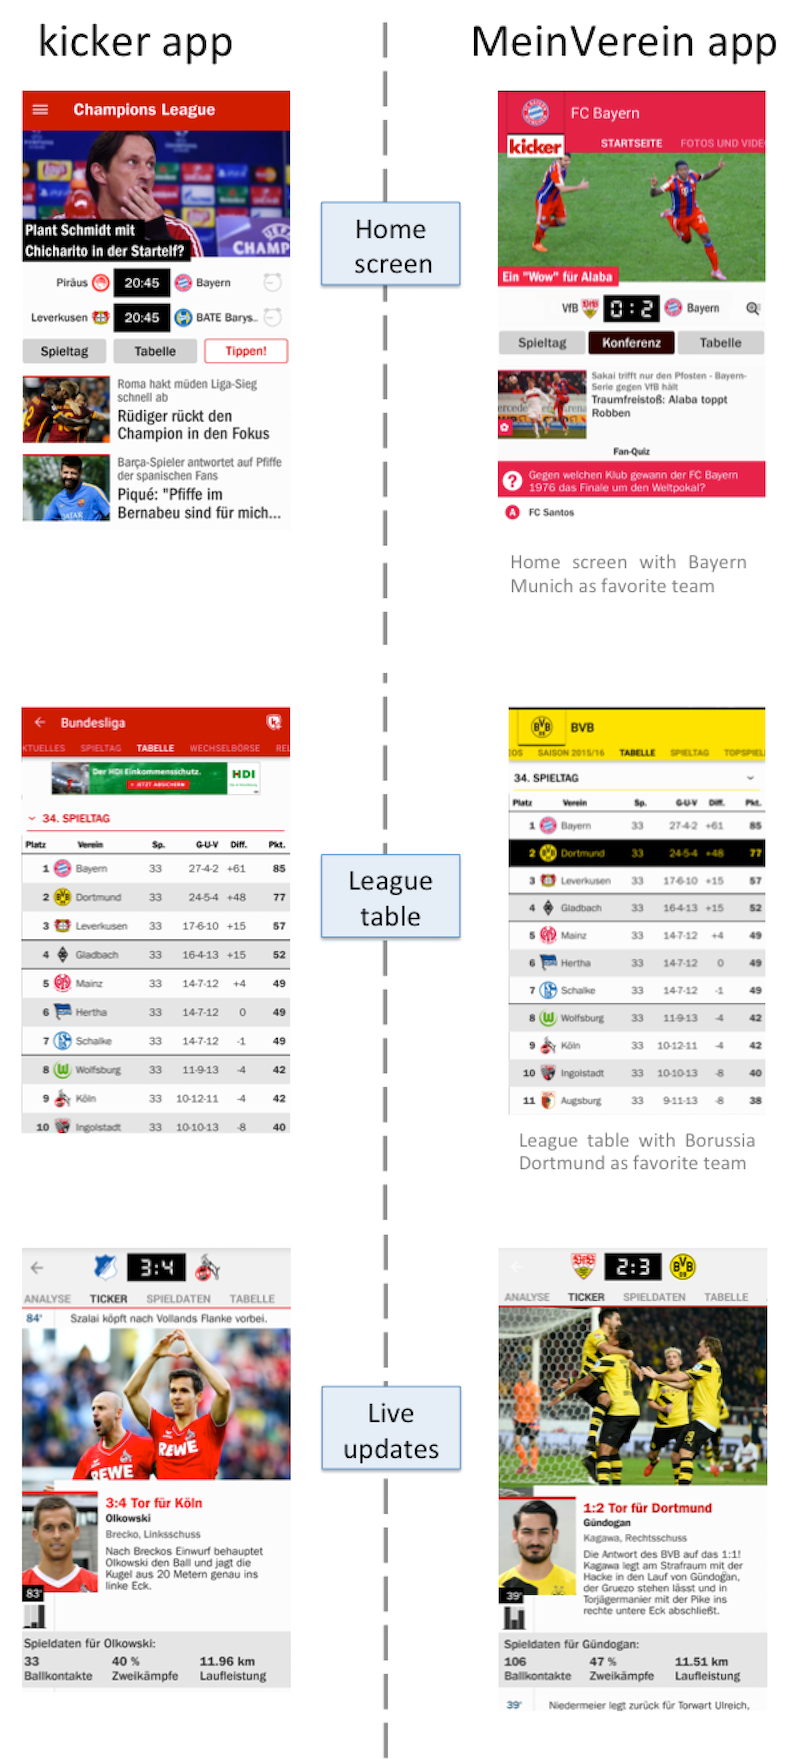 kicker app
MeinVerein app
Champions League
Plant Schmidt mit
Chicharito in der Startelf?
CHAMP
Piräus 20:45 Bayern
Leverkusen 20:45 BATE Barys..
Spieltag Tabelle Tippen!
Roma hakt müden Liga-Sieg
schnell ab
Rüdiger rückt den
Champion in den Fokus
Barça-Spieler antwortet auf Pfiffe
der spanischen Fans
Piqué: "Pfiffe im
Bernabeu sind für mich...
Home
screen
FC Bayern
kicker STARTSEITE FOTOS UND VIDE
Ein "Wow" für Alaba
VfB 0:2 Bayern
Spieltag Konferenz Tabelle
Sakai trifft nur den Pfosten - Bayern-
Serie gegen VfB hält
Traumfreistoß: Alaba toppt
Robben
Fan-Quiz
? Gegen welchen Klub gewann der FC Bayern
1976 das Finale um den Weltpokal?
A FC Santos
Home screen with Bayern
Munich as favorite team
Bundesliga
KTUELLES SPIELTAG TABELLE WECHSELBÖRSE REL
Der HDI Einkommensschutz.
JETZT ABSICHERN
HDI
34. SPIELTAG
Platz Verein Sp. G-U-V Diff. Pkt.
1 Bayern 33 27-4-2 +61 85
2 Dortmund 33 24-5-4 +48 77
3 Leverkusen 33 17-6-10 +15 57
4 Gladbach 33 16-4-13 +15 52
5 Mainz 33 14-7-12 +4 49
6 Hertha 33 14-7-12 0 49
7 Schalke 33 14-7-12 -1 49
8 Wolfsburg 33 11-9-13 -4 42
9 Köln 33 10-12-11 -4 42
10 Ingolstadt 33 10-10-13 -8 40
League
table
BVB
OS SAISON 2015/16 TABELLE SPIELTAG TOPSPIEL
34. SPIELTAG
Platz Verein Sp. G-U-V Diff. Pkt.
1 Bayern 33 27-4-2 +61 85
2 Dortmund 33 24-5-4 +48 77
3 Leverkusen 33 17-6-10 +15 57
4 Gladbach 33 16-4-13 +15 52
5 Mainz 33 14-7-12 +4 49
6 Hertha 33 14-7-12 0 49
7 Schalke 33 14-7-12 -1 49
8 Wolfsburg 33 11-9-13 -4 42
9 Köln 33 10-12-11 -4 42
10 Ingolstadt 33 10-10-13 -8 40
11 Augsburg 33 9-11-13 -8 38
League table with Borussia
Dortmund as favorite team
3:4
ANALYSE TICKER SPIELDATEN TABELLE
84' Szalai köpft nach Vollands Flanke vorbei.
REWE
REWE
3:4 Tor für Köln
Olkowski
Brecko, Linksschuss
Nach Breckos Einwurf behauptet
Olkowski den Ball und jagt die
Kugel aus 20 Metern genau ins
linke Eck.
83'
Spieldaten für Olkowski:
33 40 % 11.96 km
Ballkontakte Zweikämpfe Laufleistung
Live
updates
VfB 2:3 BVB
ANALYSE TICKER SPIELDATEN TABELLE
1:2 Tor für Dortmund
Gündogan
Kagawa, Rechtsschuss
Die Antwort des BVB auf das 1:1!
Kagawa legt am Strafraum mit der
Hacke in den Lauf von Gündoğan,
der Gruezo stehen lässt und in
Torjägermanier mit der Pike ins
rechte untere Eck abschließt.
39'
Spieldaten für Gündogan:
106 47 % 11.51 km
Ballkontakte Zweikämpfe Laufleistung
39' Niedermeier legt zurück für Torwart Ulreich,